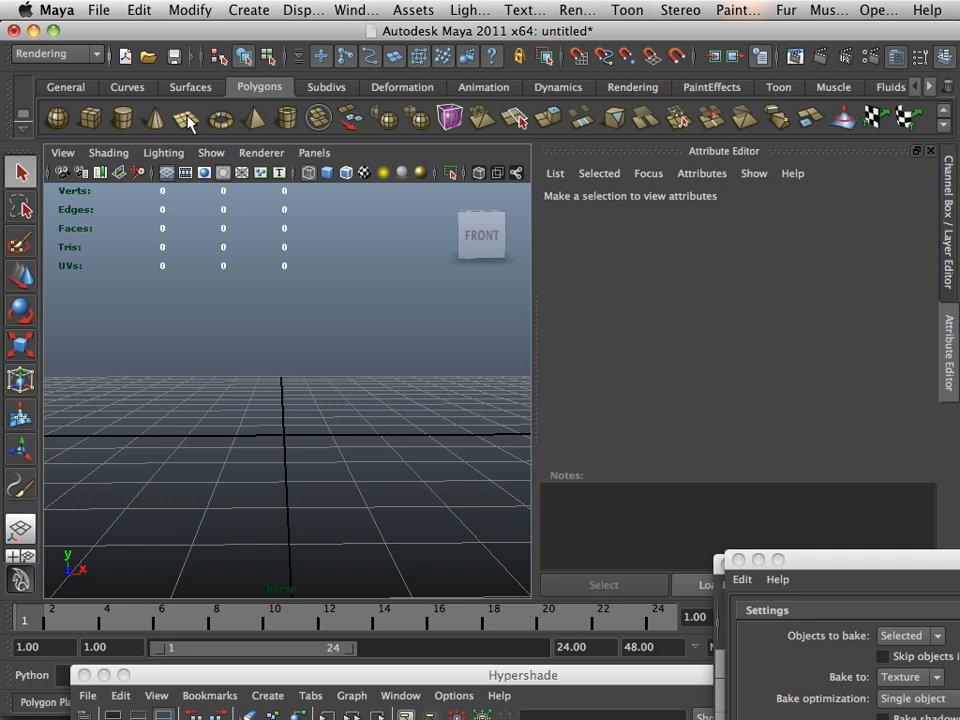 Maya File Edit Modify Create Disp... Wind... Assets Ligh... Text... Ren... Toon Stereo Paint... Fur Mus... Ope... Help
Autodesk Maya 2011 x64: untitled*
Rendering
General Curves Surfaces Polygons Subdivs Deformation Animation Dynamics Rendering PaintEffects Toon Muscle Fluids
View Shading Lighting Show Renderer Panels
Attribute Editor
List Selected Focus Attributes Show Help
Make a selection to view attributes
Verts: 0 0 0
Edges: 0 0 0
Faces: 0 0 0
Tris: 0 0 0
UVs: 0 0 0
FRONT
Channel Box / Layer Editor
Attribute Editor
Notes:
y
x
persp
Select
Edit Help
Settings
Objects to bake: Selected
Skip objects
Bake to: Texture
Bake optimization: Single object
2 4 6 8 10 12 14 16 18 20 22 24
1
1.00
1.00 1.00 1 24 24.00 48.00
Python
Hypershade
File Edit View Bookmarks Create Tabs Graph Window Options Help
Polygon